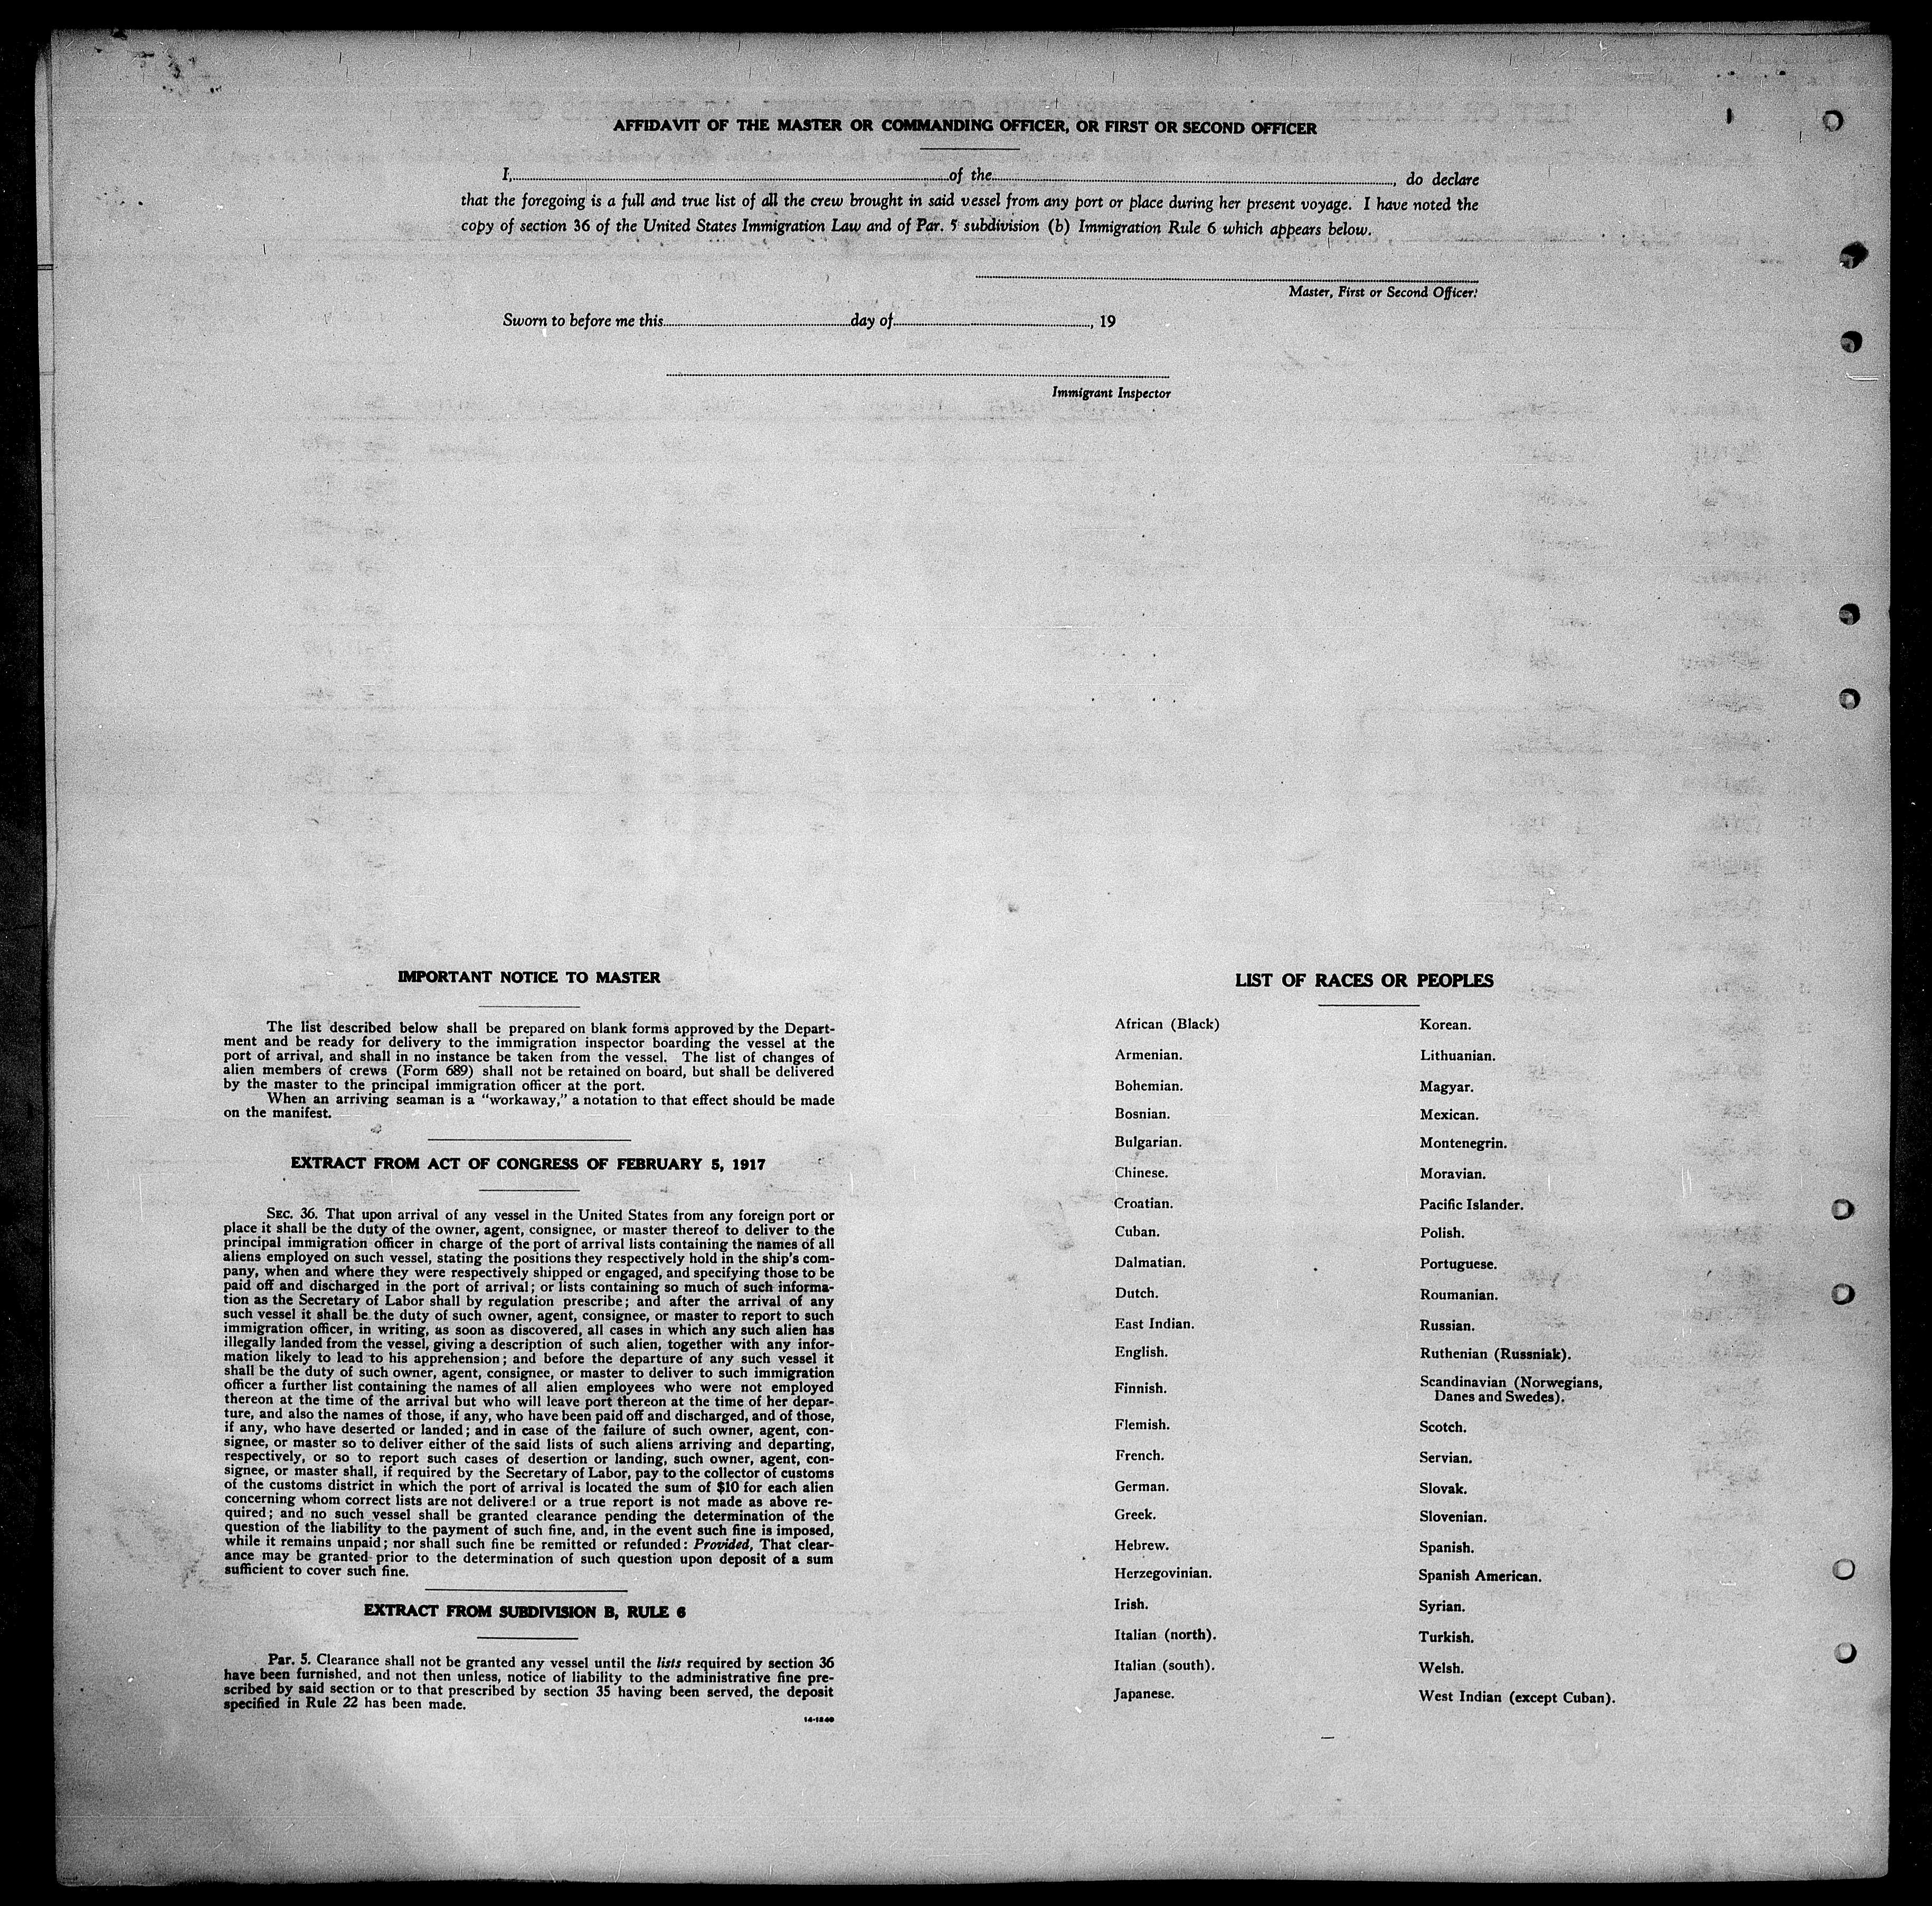 AFFIDAVIT OF THE MASTER OR COMMANDING OFFICER, OR FIRST OR SECOND OFFICER
I, of the , do declare
that the foregoing is a full and true list of all the crew brought in said vessel from any port or place during her present voyage. I have noted the
copy of section 36 of the United States Immigration Law and of Par. 5 subdivision (b) Immigration Rule 6 which appears below.
Master, First or Second Officer.
Sworn to before me this day of , 19
Immigrant Inspector
IMPORTANT NOTICE TO MASTER
The list described below shall be prepared on blank forms approved by the Depart-
ment and be ready for delivery to the immigration inspector boarding the vessel at the
port of arrival, and shall in no instance be taken from the vessel. The list of changes of
alien members of crews (Form 689) shall not be retained on board, but shall be delivered
by the master to the principal immigration officer at the port.
When an arriving seaman is a "workaway," a notation to that effect should be made
on the manifest.
EXTRACT FROM ACT OF CONGRESS OF FEBRUARY 5, 1917
SEC. 36. That upon arrival of any vessel in the United States from any foreign port or
place it shall be the duty of the owner, agent, consignee, or master thereof to deliver to the
principal immigration officer in charge of the port of arrival lists containing the names of all
aliens employed on such vessel, stating the positions they respectively hold in the ship's com-
pany, when and where they were respectively shipped or engaged, and specifying those to be
paid off and discharged in the port of arrival; or lists containing so much of such informa-
tion as the Secretary of Labor shall by regulation prescribe; and after the arrival of any
such vessel it shall be the duty of such owner, agent, consignee, or master to report to such
immigration officer, in writing, as soon as discovered, all cases in which any such alien has
illegally landed from the vessel, giving a description of such alien, together with any infor-
mation likely to lead to his apprehension; and before the departure of any such vessel it
shall be the duty of such owner, agent, consignee, or master to deliver to such immigration
officer a further list containing the names of all alien employees who were not employed
thereon at the time of the arrival but who will leave port thereon at the time of her depar-
ture, and also the names of those, if any, who have been paid off and discharged, and of those,
if any, who have deserted or landed; and in case of the failure of such owner, agent, con-
signee, or master so to deliver either of the said lists of such aliens arriving and departing,
respectively, or so to report such cases of desertion or landing, such owner, agent, con-
signee, or master shall, if required by the Secretary of Labor, pay to the collector of customs
of the customs district in which the port of arrival is located the sum of $10 for each alien
concerning whom correct lists are not delivered or a true report is not made as above re-
quired; and no such vessel shall be granted clearance pending the determination of the
question of the liability to the payment of such fine, and, in the event such fine is imposed,
while it remains unpaid; nor shall such fine be remitted or refunded: Provided, That clear-
ance may be granted prior to the determination of such question upon deposit of a sum
sufficient to cover such fine.
EXTRACT FROM SUBDIVISION B, RULE 6
Par. 5. Clearance shall not be granted any vessel until the lists required by section 36
have been furnished, and not then unless, notice of liability to the administrative fine pre-
scribed by said section or to that prescribed by section 35 having been served, the deposit
specified in Rule 22 has been made.
14-1240
LIST OF RACES OR PEOPLES
African (Black)
Armenian.
Bohemian.
Bosnian.
Bulgarian.
Chinese.
Croatian.
Cuban.
Dalmatian.
Dutch.
East Indian.
English.
Finnish.
Flemish.
French.
German.
Greek.
Hebrew.
Herzegovinian.
Irish.
Italian (north).
Italian (south).
Japanese.
Korean.
Lithuanian.
Magyar.
Mexican.
Montenegrin.
Moravian.
Pacific Islander.
Polish.
Portuguese.
Roumanian.
Russian.
Ruthenian (Russniak).
Scandinavian (Norwegians,
Danes and Swedes).
Scotch.
Servian.
Slovak.
Slovenian.
Spanish.
Spanish American.
Syrian.
Turkish.
Welsh.
West Indian (except Cuban).